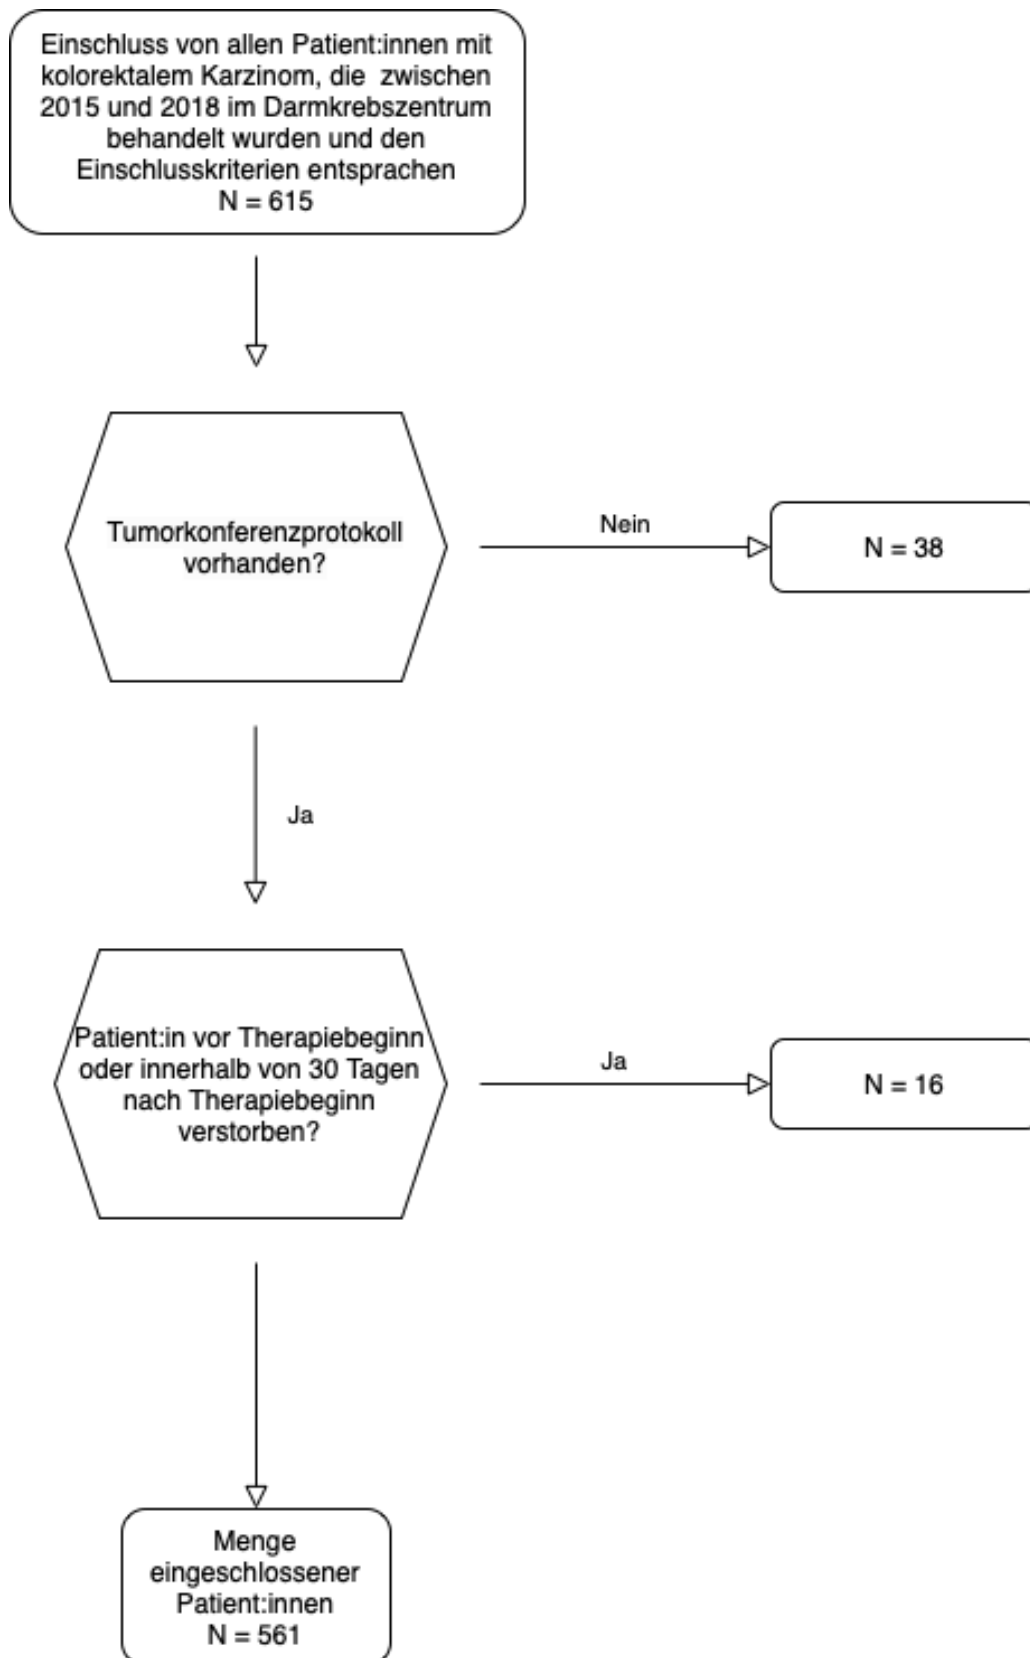 Einschluss von allen Patient:innen mit
kolorektalem Karzinom, die zwischen
2015 und 2018 im Darmkrebszentrum
behandelt wurden und den
Einschlusskriterien entsprachen
N = 615
Tumorkonferenzprotokoll
vorhanden?
Nein
N = 38
Ja
Patient:in vor Therapiebeginn
oder innerhalb von 30 Tagen
nach Therapiebeginn
verstorben?
Ja
N = 16
Menge
eingeschlossener
Patient:innen
N = 561